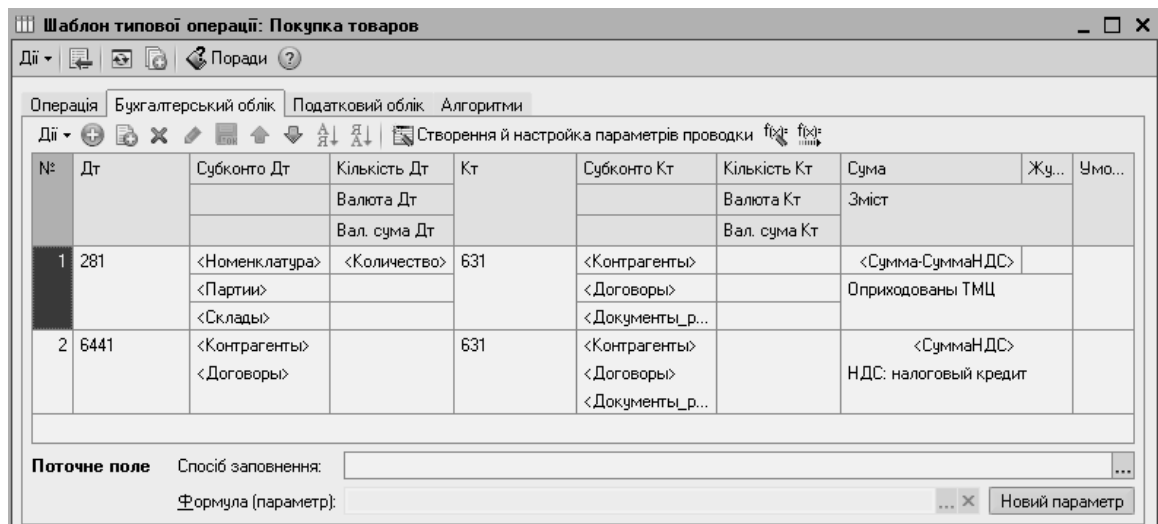 Шаблон типової операції: Покупка товаров
Дії Поради
Операція Бухгалтерський облік Податковий облік Алгоритми
Дії Створення й настройка параметрів проводки
№ Дт Субконто Дт Кількість Дт Кт Субконто Кт Кількість Кт Сума Жу... Умо...
Валюта Дт Валюта Кт Зміст
Вал. сума Дт Вал. сума Кт
1 281 <Номенклатура> <Количество> 631 <Контрагенты> <Сумма-СуммаНДС>
<Партии> <Договоры> Оприходованы ТМЦ
<Склады> <Документы_р...
2 6441 <Контрагенты> 631 <Контрагенты> <СуммаНДС>
<Договоры> <Договоры> НДС: налоговый кредит
<Документы_р...
Поточне поле Спосіб заповнення: ...
Формула (параметр): ... Новий параметр